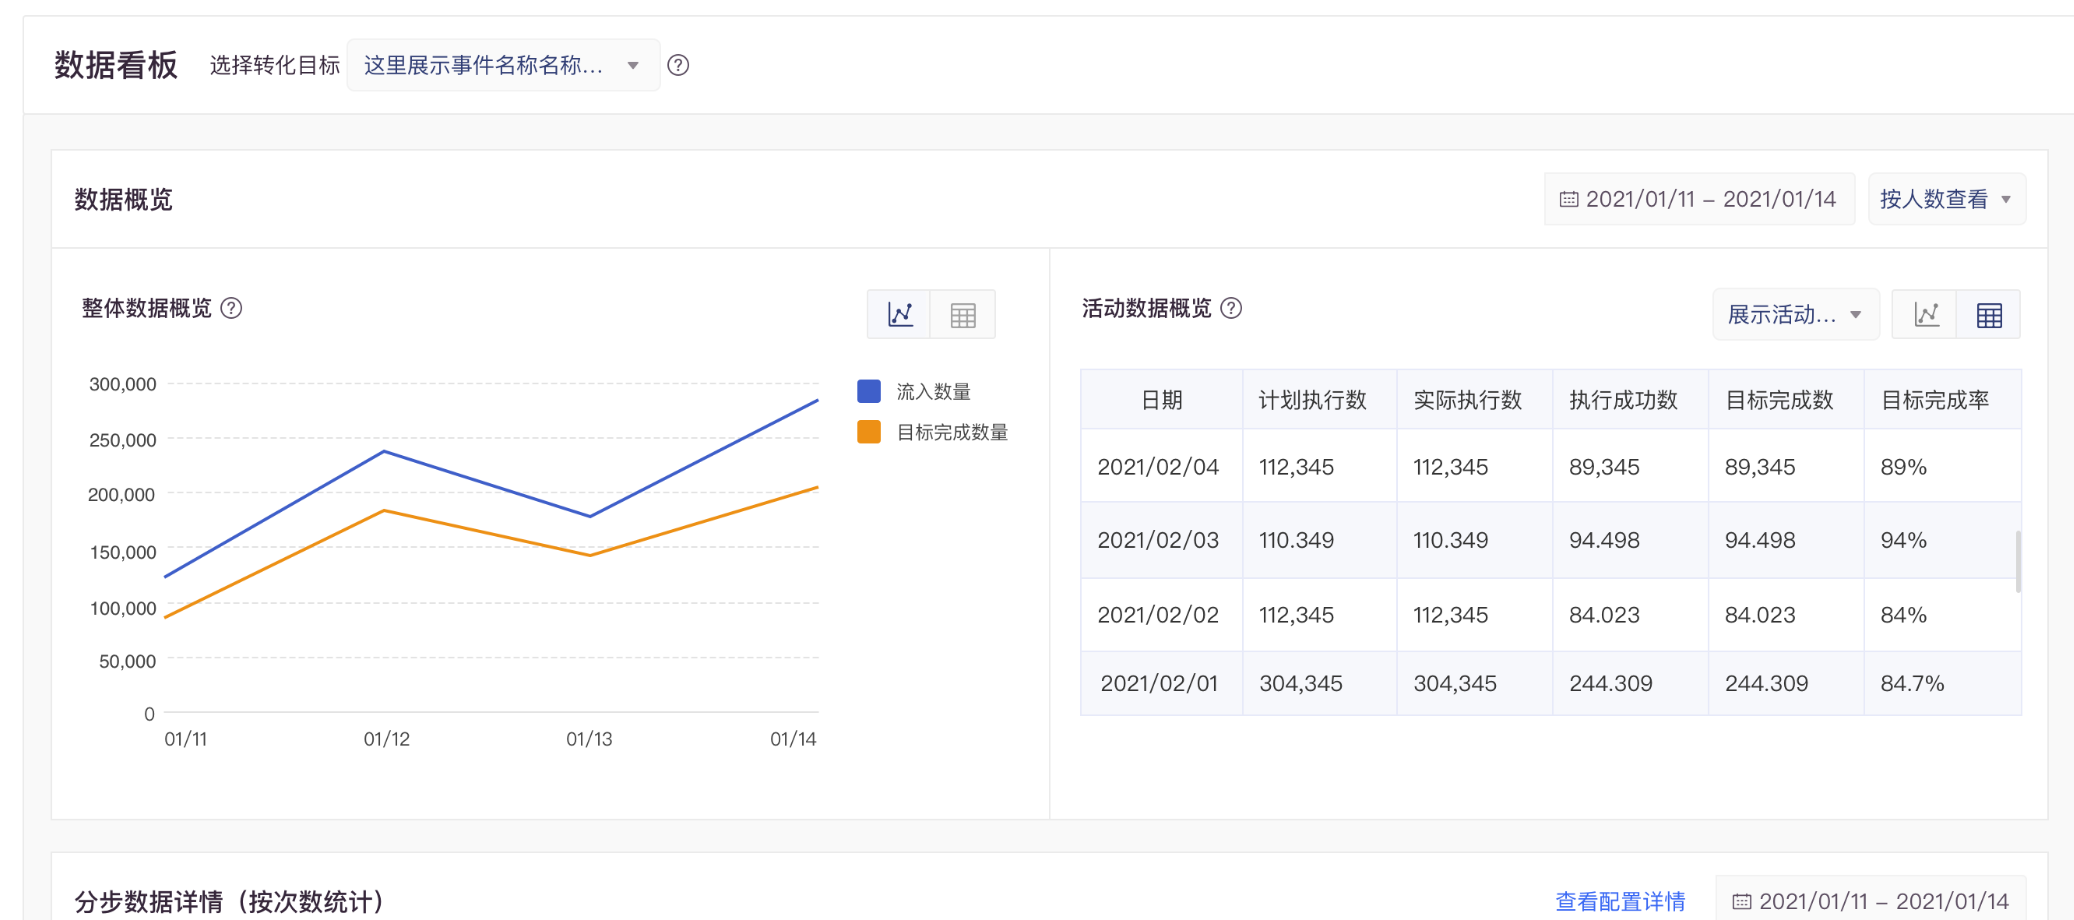 数据看板 选择转化目标 这里展示事件名称名称... ?
数据概览 2021/01/11 – 2021/01/14 按人数查看
整体数据概览 ?
300,000
250,000
200,000
150,000
100,000
50,000
0
01/11 01/12 01/13 01/14
流入数量
目标完成数量
活动数据概览 ? 展示活动...
日期 计划执行数 实际执行数 执行成功数 目标完成数 目标完成率
2021/02/04 112,345 112,345 89,345 89,345 89%
2021/02/03 110.349 110.349 94.498 94.498 94%
2021/02/02 112,345 112,345 84.023 84.023 84%
2021/02/01 304,345 304,345 244.309 244.309 84.7%
分步数据详情（按次数统计） 查看配置详情 2021/01/11 – 2021/01/14